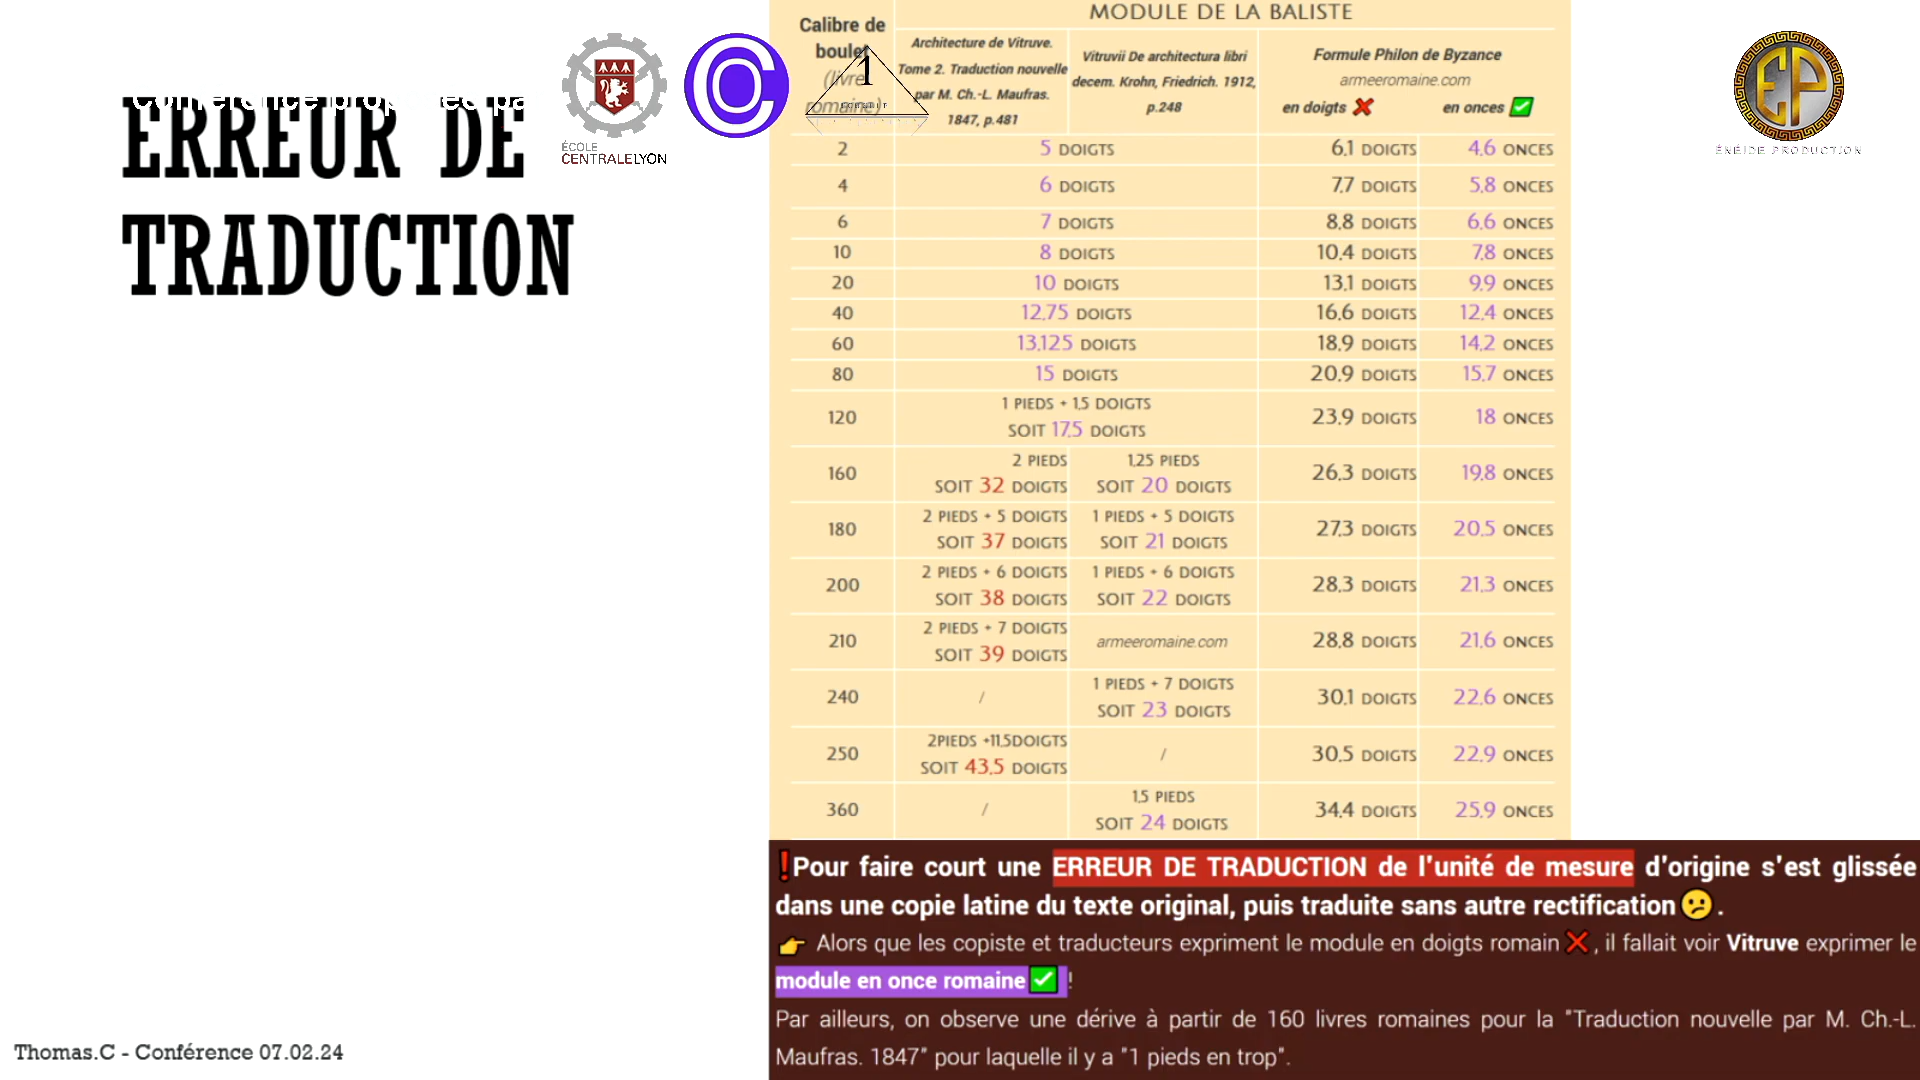 Conférence proposée pa
ERREUR DE
TRADUCTION
ÉCOLE
CENTRALELYON
C
1
ÉNÉIDE PRODUCTION
EP
Calibre de
boulet
(livre
romaine)
MODULE DE LA BALISTE
Architecture de Vitruve.
Tome 2. Traduction nouvelle
par M. Ch.-L. Maufras.
1847, p.481
Vitruvii De architectura libri
decem. Krohn, Friedrich. 1912,
p.248
Formule Philon de Byzance
armeeromaine.com
en doigts ❌ en onces ✅
2 5 DOIGTS 6,1 DOIGTS 4,6 ONCES
4 6 DOIGTS 7,7 DOIGTS 5,8 ONCES
6 7 DOIGTS 8,8 DOIGTS 6,6 ONCES
10 8 DOIGTS 10,4 DOIGTS 7,8 ONCES
20 10 DOIGTS 13,1 DOIGTS 9,9 ONCES
40 12,75 DOIGTS 16,6 DOIGTS 12,4 ONCES
60 13,125 DOIGTS 18,9 DOIGTS 14,2 ONCES
80 15 DOIGTS 20,9 DOIGTS 15,7 ONCES
120 1 PIEDS + 1,5 DOIGTS SOIT 17,5 DOIGTS 23,9 DOIGTS 18 ONCES
160 2 PIEDS SOIT 32 DOIGTS 1,25 PIEDS SOIT 20 DOIGTS 26,3 DOIGTS 19,8 ONCES
180 2 PIEDS + 5 DOIGTS SOIT 37 DOIGTS 1 PIEDS + 5 DOIGTS SOIT 21 DOIGTS 27,3 DOIGTS 20,5 ONCES
200 2 PIEDS + 6 DOIGTS SOIT 38 DOIGTS 1 PIEDS + 6 DOIGTS SOIT 22 DOIGTS 28,3 DOIGTS 21,3 ONCES
210 2 PIEDS + 7 DOIGTS SOIT 39 DOIGTS armeeromaine.com 28,8 DOIGTS 21,6 ONCES
240 / 1 PIEDS + 7 DOIGTS SOIT 23 DOIGTS 30,1 DOIGTS 22,6 ONCES
250 2PIEDS +11,5DOIGTS SOIT 43,5 DOIGTS / 30,5 DOIGTS 22,9 ONCES
360 / 1,5 PIEDS SOIT 24 DOIGTS 34,4 DOIGTS 25,9 ONCES
❗Pour faire court une ERREUR DE TRADUCTION de l'unité de mesure d'origine s'est glissée
dans une copie latine du texte original, puis traduite sans autre rectification 😕.
👉 Alors que les copiste et traducteurs expriment le module en doigts romain ❌, il fallait voir Vitruve exprimer le
module en once romaine ✅ !
Par ailleurs, on observe une dérive à partir de 160 livres romaines pour la "Traduction nouvelle par M. Ch.-L.
Maufras. 1847" pour laquelle il y a "1 pieds en trop".
Thomas.C - Conférence 07.02.24